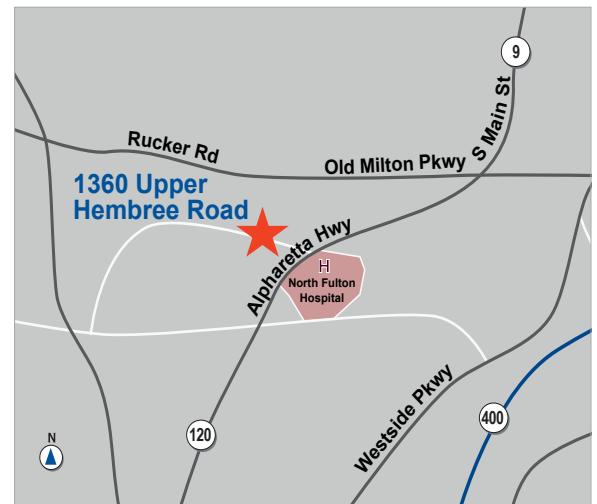 9
S Main St
Rucker Rd
Old Milton Pkwy
1360 Upper
Hembree Road
Alpharetta Hwy
H
North Fulton
Hospital
Westside Pkwy
400
120
N